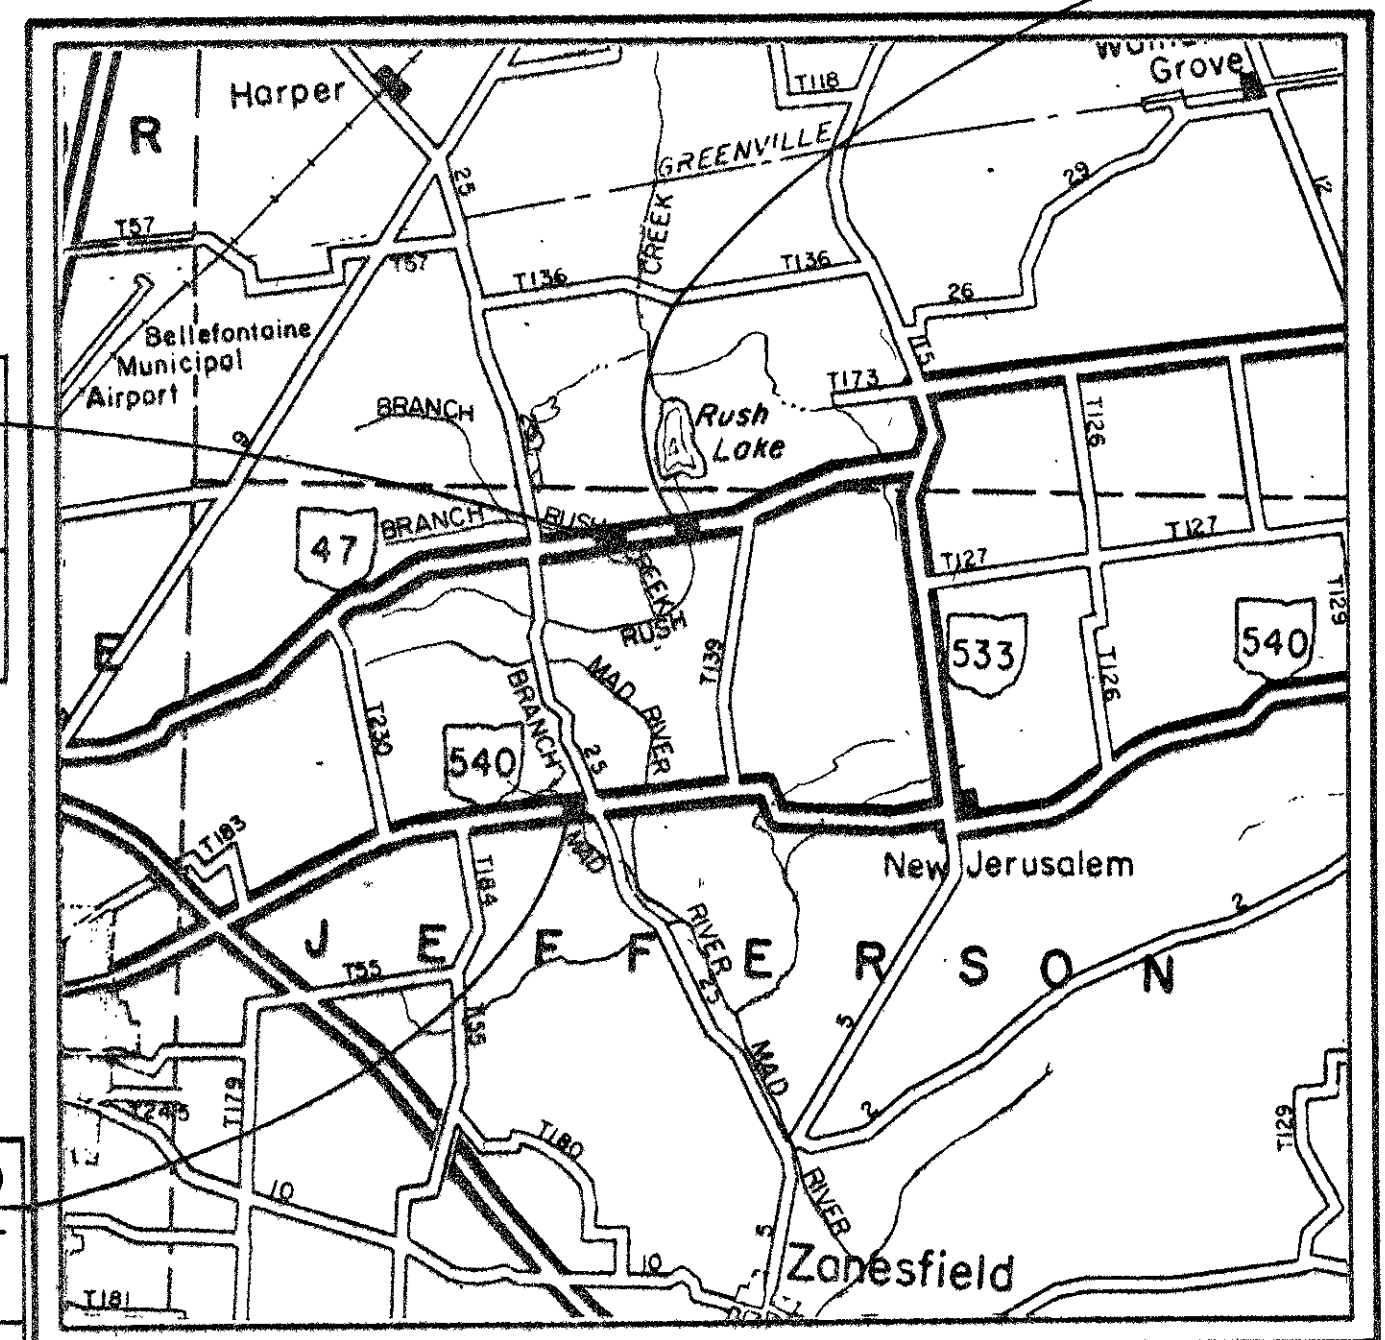 Harper
Grove
T118
R
GREENVILLE
25
29
CREEK
T57
T57
T136
T136
26
Bellefontaine
Municipal
Airport
T5
T173
BRANCH
Rush
Lake
T126
9
47
BRANCH
RUSH
T127
T127
CREEK
RUSH
T129
533
540
E
T139
MAD
RIVER
T126
BRANCH
T230
540
25
T183
MAD
New Jerusalem
T184
2
RIVER
J E F F E R S O N
T55
25
T55
5
MAD
T179
T245
2
T129
T180
10
RIVER
5
10
Zanesfield
T181